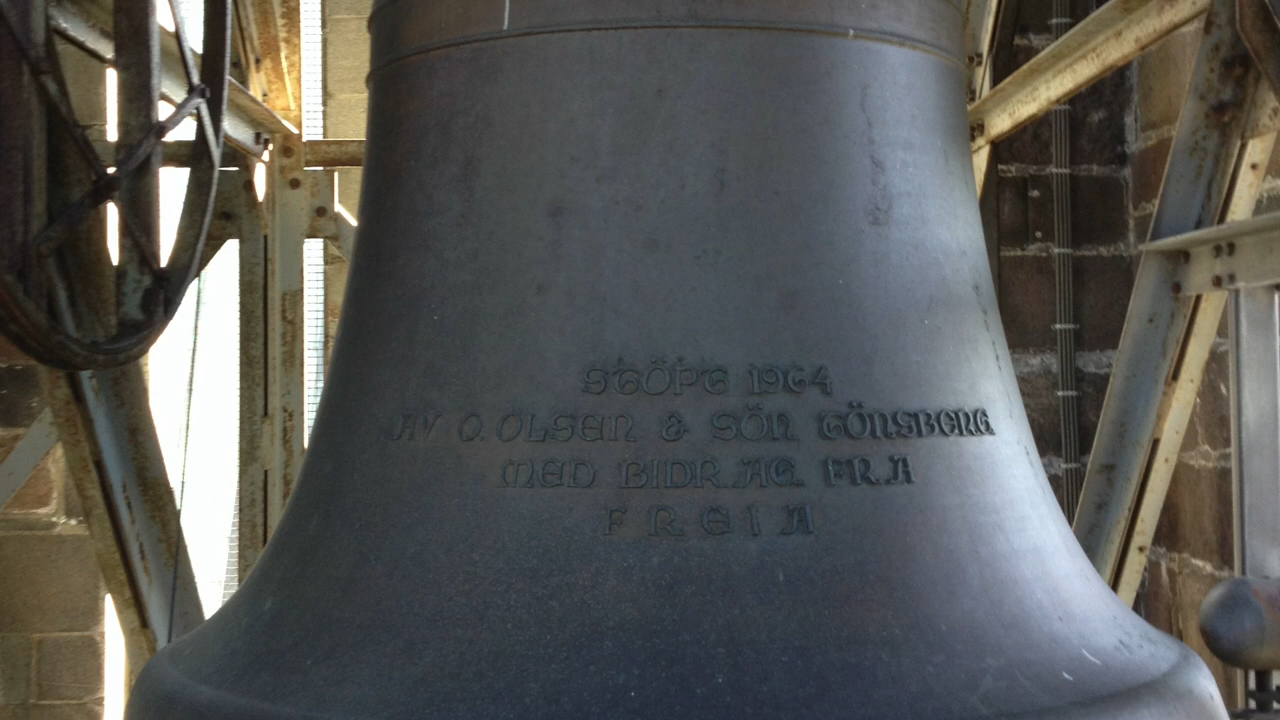 STÖPT 1964
AV O. OLSEN & SÖN TÖNSBERG
MED BIDRAG FRA
FREIA